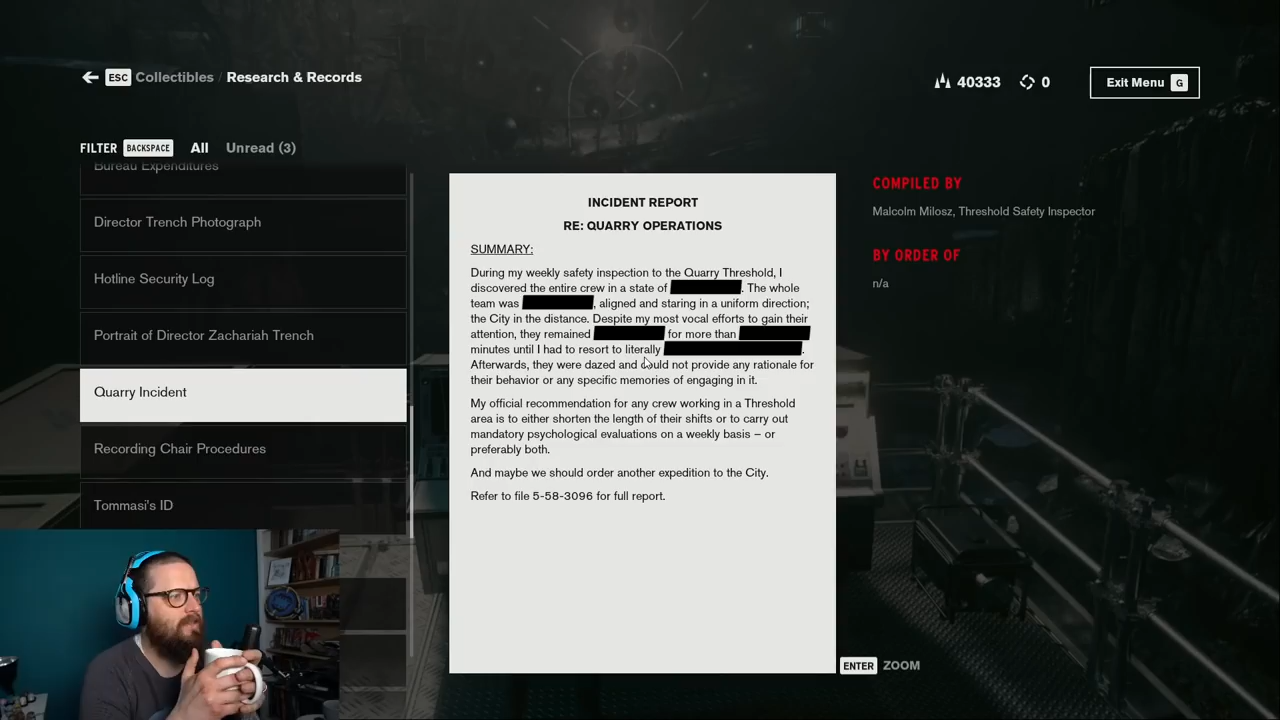 ESC Collectibles / Research & Records
40333
0
Exit Menu G
FILTER BACKSPACE All Unread (3)
Bureau Expenditures
Director Trench Photograph
Hotline Security Log
Portrait of Director Zachariah Trench
Quarry Incident
Recording Chair Procedures
Tommasi's ID
INCIDENT REPORT
RE: QUARRY OPERATIONS
SUMMARY:
During my weekly safety inspection to the Quarry Threshold, I
discovered the entire crew in a state of . The whole
team was , aligned and staring in a uniform direction;
the City in the distance. Despite my most vocal efforts to gain their
attention, they remained for more than
minutes until I had to resort to literally .
Afterwards, they were dazed and could not provide any rationale for
their behavior or any specific memories of engaging in it.
My official recommendation for any crew working in a Threshold
area is to either shorten the length of their shifts or to carry out
mandatory psychological evaluations on a weekly basis – or
preferably both.
And maybe we should order another expedition to the City.
Refer to file 5-58-3096 for full report.
COMPILED BY
Malcolm Milosz, Threshold Safety Inspector
BY ORDER OF
n/a
ENTER ZOOM